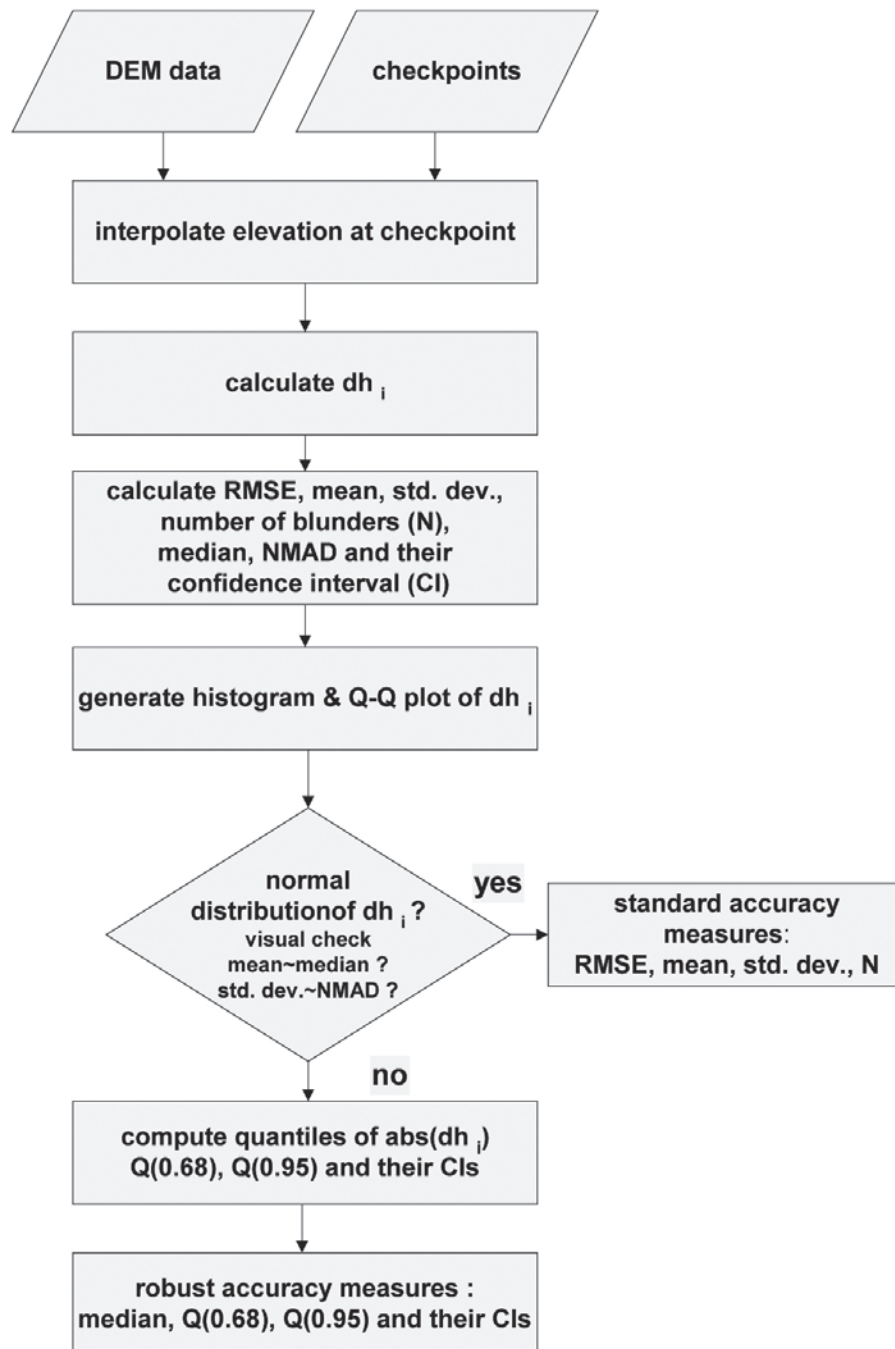 DEM data
checkpoints
interpolate elevation at checkpoint
calculate dh i
calculate RMSE, mean, std. dev.,
number of blunders (N),
median, NMAD and their
confidence interval (CI)
generate histogram & Q-Q plot of dh i
normal
distributionof dh i ?
visual check
mean~median ?
std. dev.~NMAD ?
yes
standard accuracy
measures:
RMSE, mean, std. dev., N
no
compute quantiles of abs(dh i)
Q(0.68), Q(0.95) and their CIs
robust accuracy measures :
median, Q(0.68), Q(0.95) and their CIs